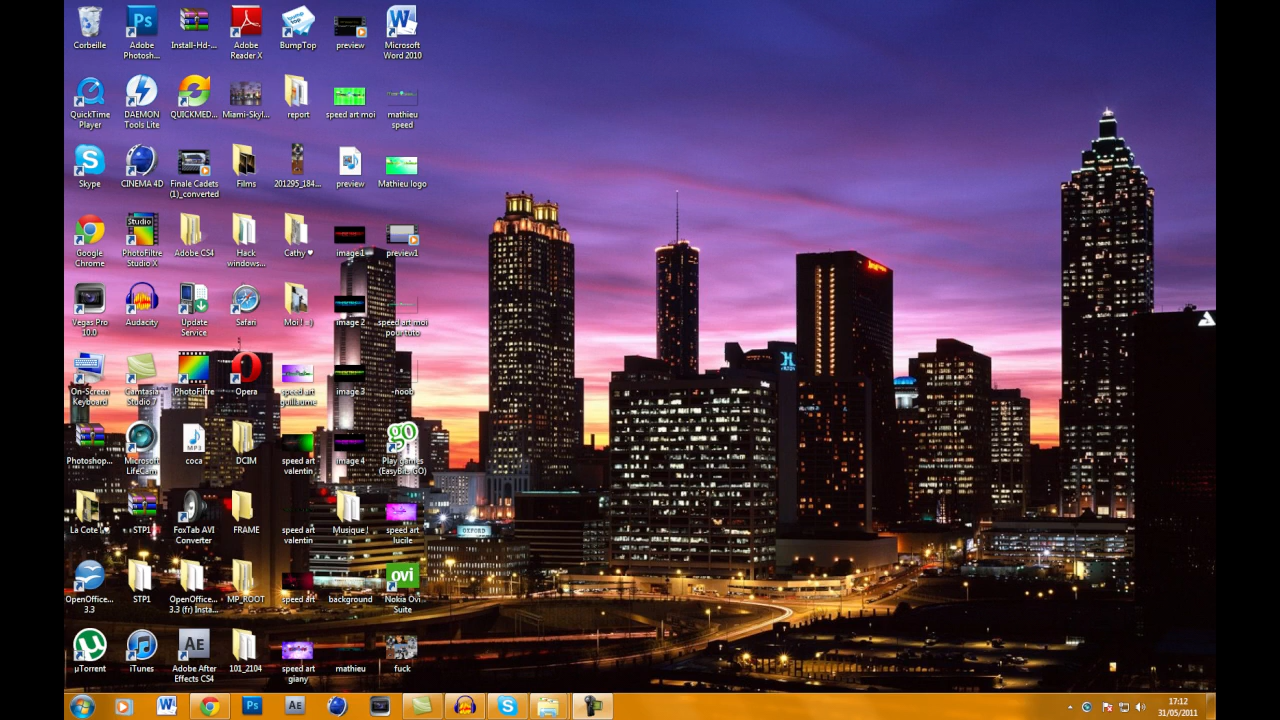 Corbeille
Adobe Photosh...
Install-Hd-...
Adobe Reader X
BumpTop
preview
Microsoft Word 2010
QuickTime Player
DAEMON Tools Lite
QUICKMED...
Miami-Skyl...
report
speed art moi
mathieu speed
Skype
CINEMA 4D
Finale Cadets (1)_converted
Films
201295_184...
preview
Mathieu logo
Google Chrome
PhotoFiltre Studio X
Adobe CS4
Hack windows...
Cathy ♥
image 1
preview1
Vegas Pro 10.0
Audacity
Update Service
Safari
Moi ! =)
image 2
speed art moi pour tuto
On-Screen Keyboard
Camtasia Studio 7
PhotoFiltre
Opera
speed art guillaume
image 3
noob
Photoshop...
Microsoft LifeCam
coca
DCIM
speed art valentin
image 4
Play games (EasyBits GO)
La Cote ...
STP1
FoxTab AVI Converter
FRAME
speed art valentin
Musique !
speed art lucile
OpenOffice... 3.3
STP1
OpenOffice... 3.3 (fr) Insta...
MP_ROOT
speed art
background
Nokia Ovi Suite
µTorrent
iTunes
Adobe After Effects CS4
101_2104
speed art giany
mathieu
fuck
OXFORD
17:12
31/05/2011